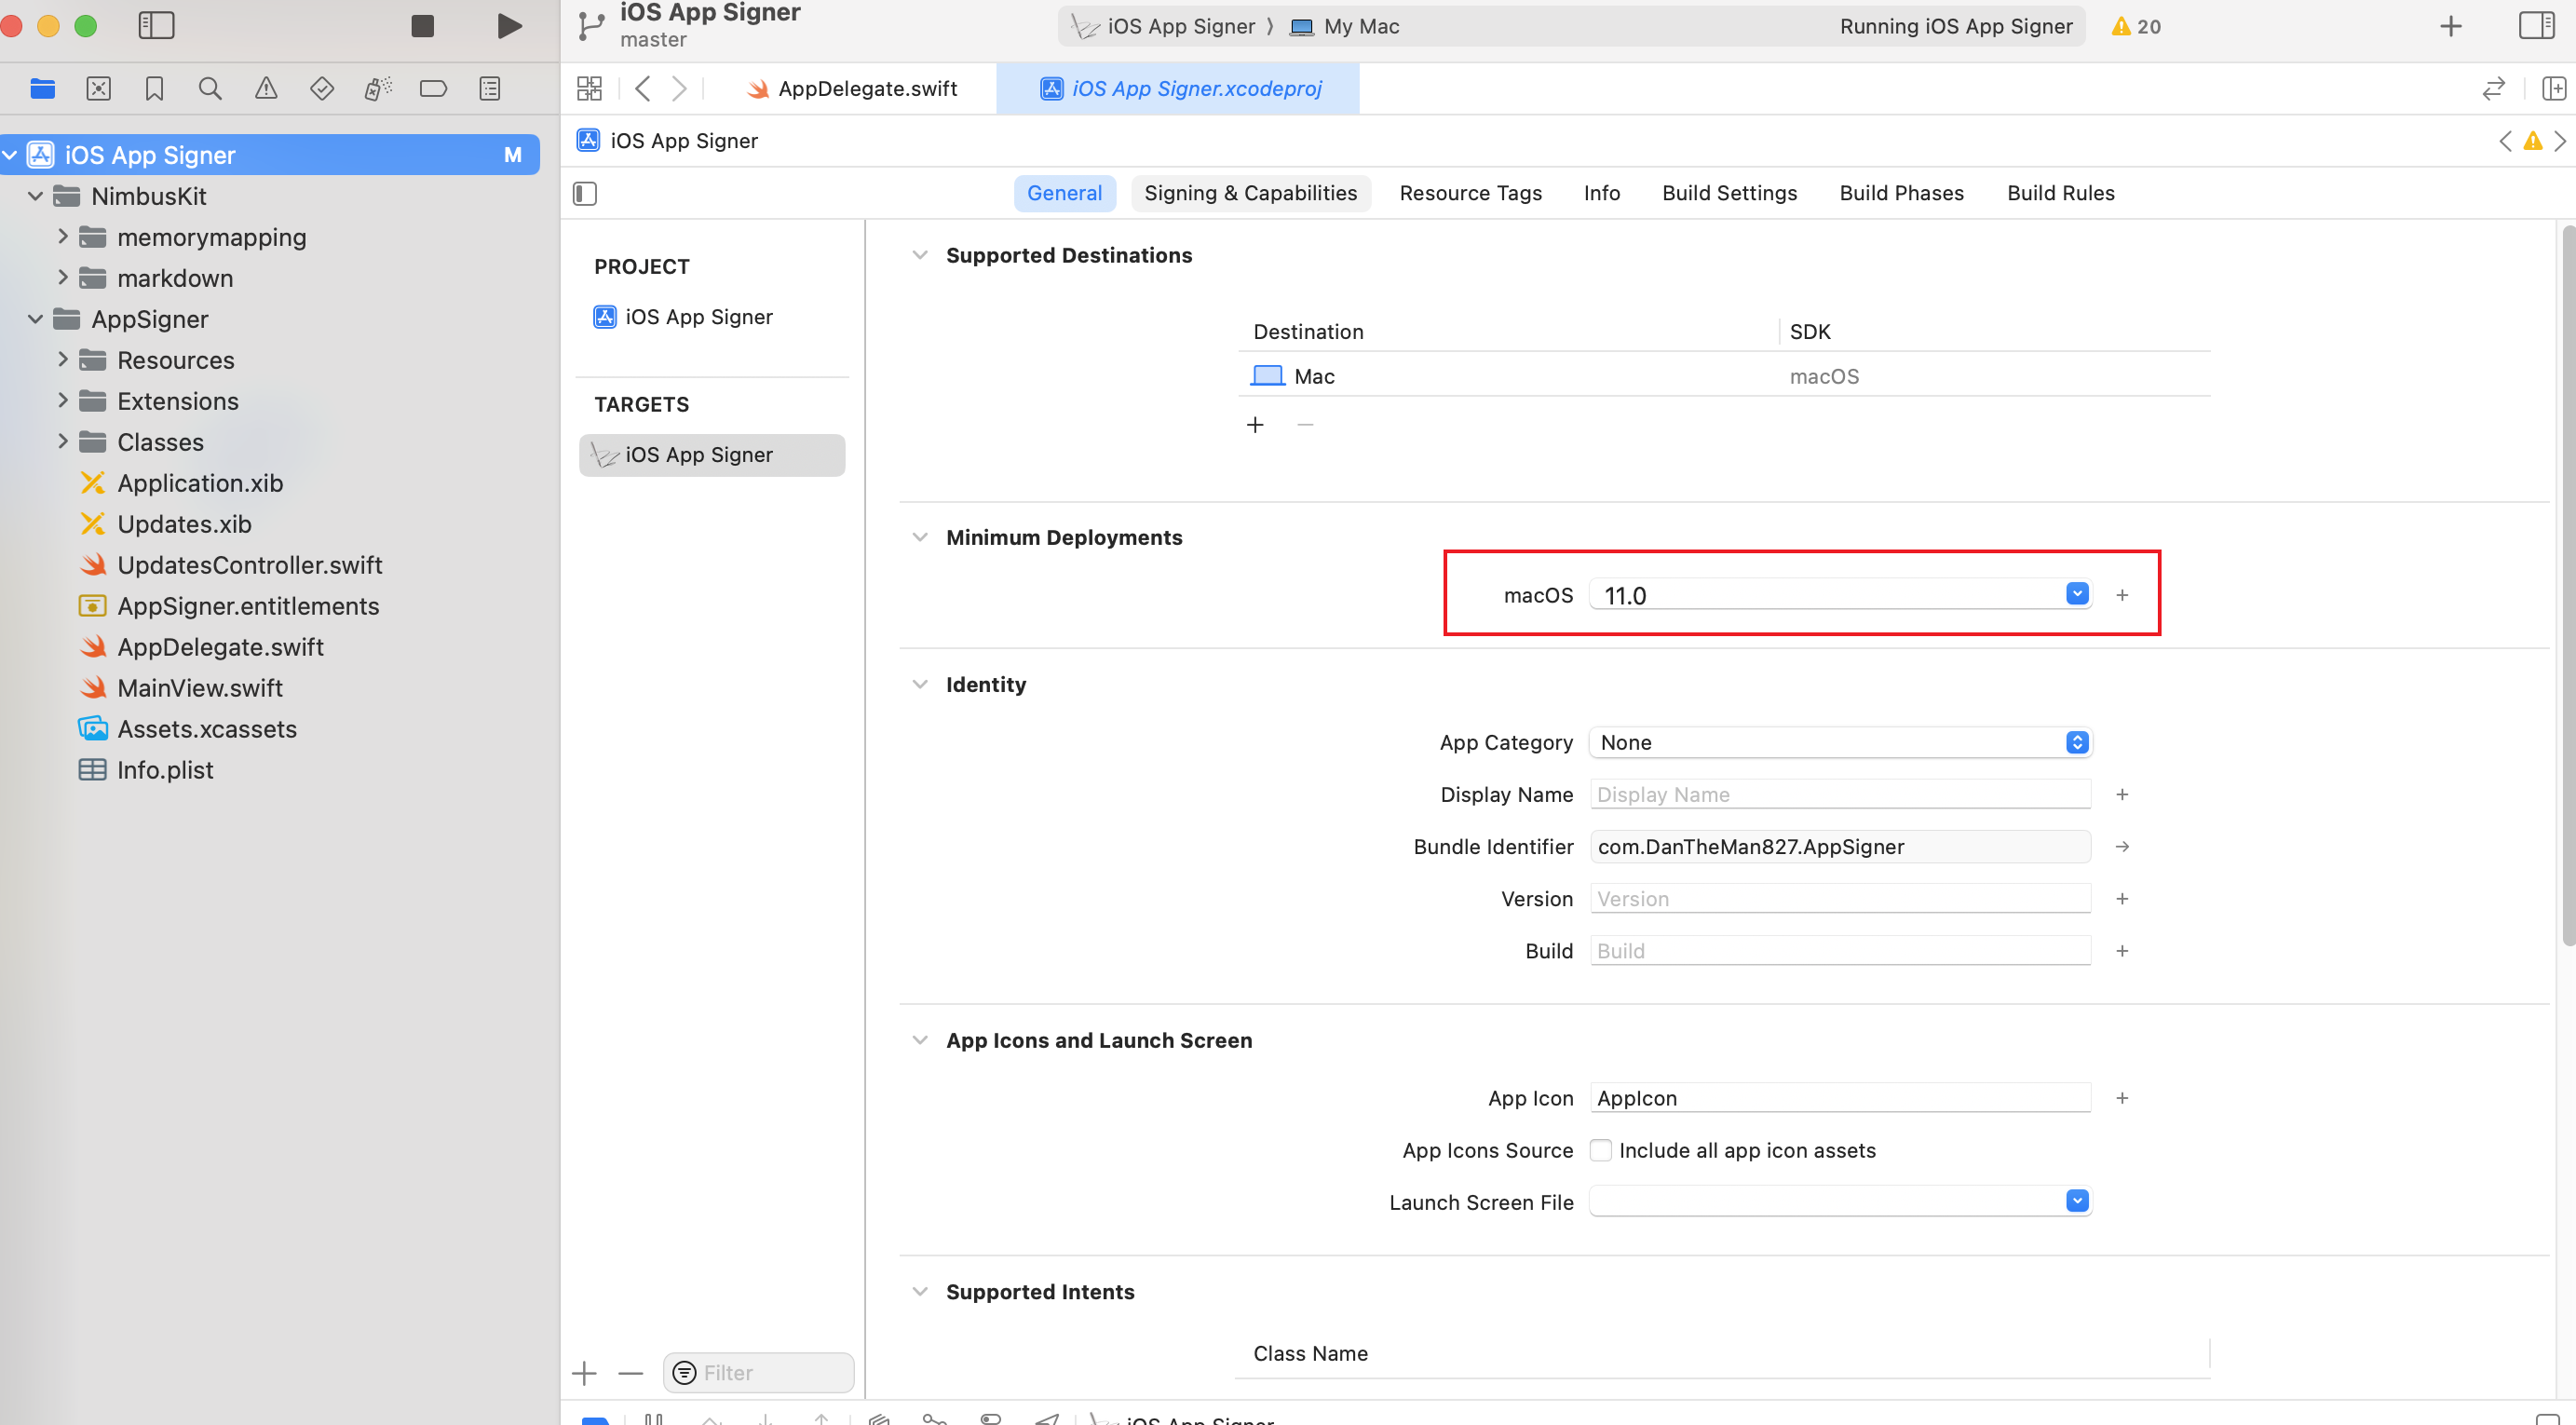 iOS App Signer
master
iOS App Signer 〉 My Mac
Running iOS App Signer
20
AppDelegate.swift
iOS App Signer.xcodeproj
iOS App Signer M
NimbusKit
memorymapping
markdown
AppSigner
Resources
Extensions
Classes
Application.xib
Updates.xib
UpdatesController.swift
AppSigner.entitlements
AppDelegate.swift
MainView.swift
Assets.xcassets
Info.plist
iOS App Signer
General Signing & Capabilities Resource Tags Info Build Settings Build Phases Build Rules
PROJECT
iOS App Signer
TARGETS
iOS App Signer
Filter
Supported Destinations
Destination SDK
Mac macOS
Minimum Deployments
macOS 11.0
Identity
App Category None
Display Name Display Name
Bundle Identifier com.DanTheMan827.AppSigner
Version Version
Build Build
App Icons and Launch Screen
App Icon AppIcon
App Icons Source Include all app icon assets
Launch Screen File
Supported Intents
Class Name
iOS App Signer